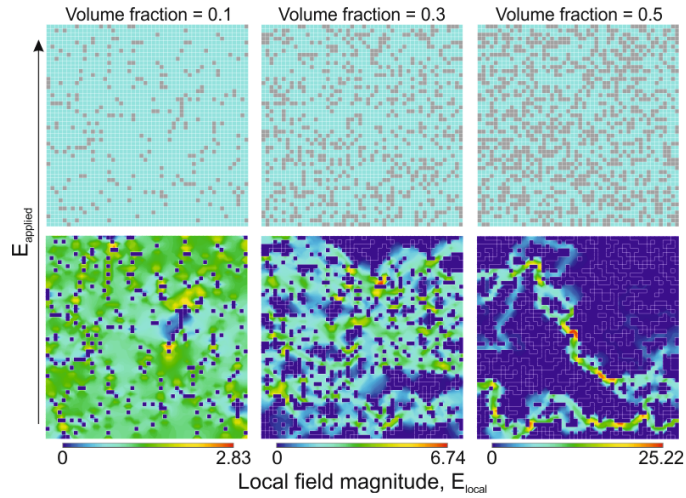 Volume fraction = 0.1
Volume fraction = 0.3
Volume fraction = 0.5
E_applied
0 2.83
0 6.74
0 25.22
Local field magnitude, E_local